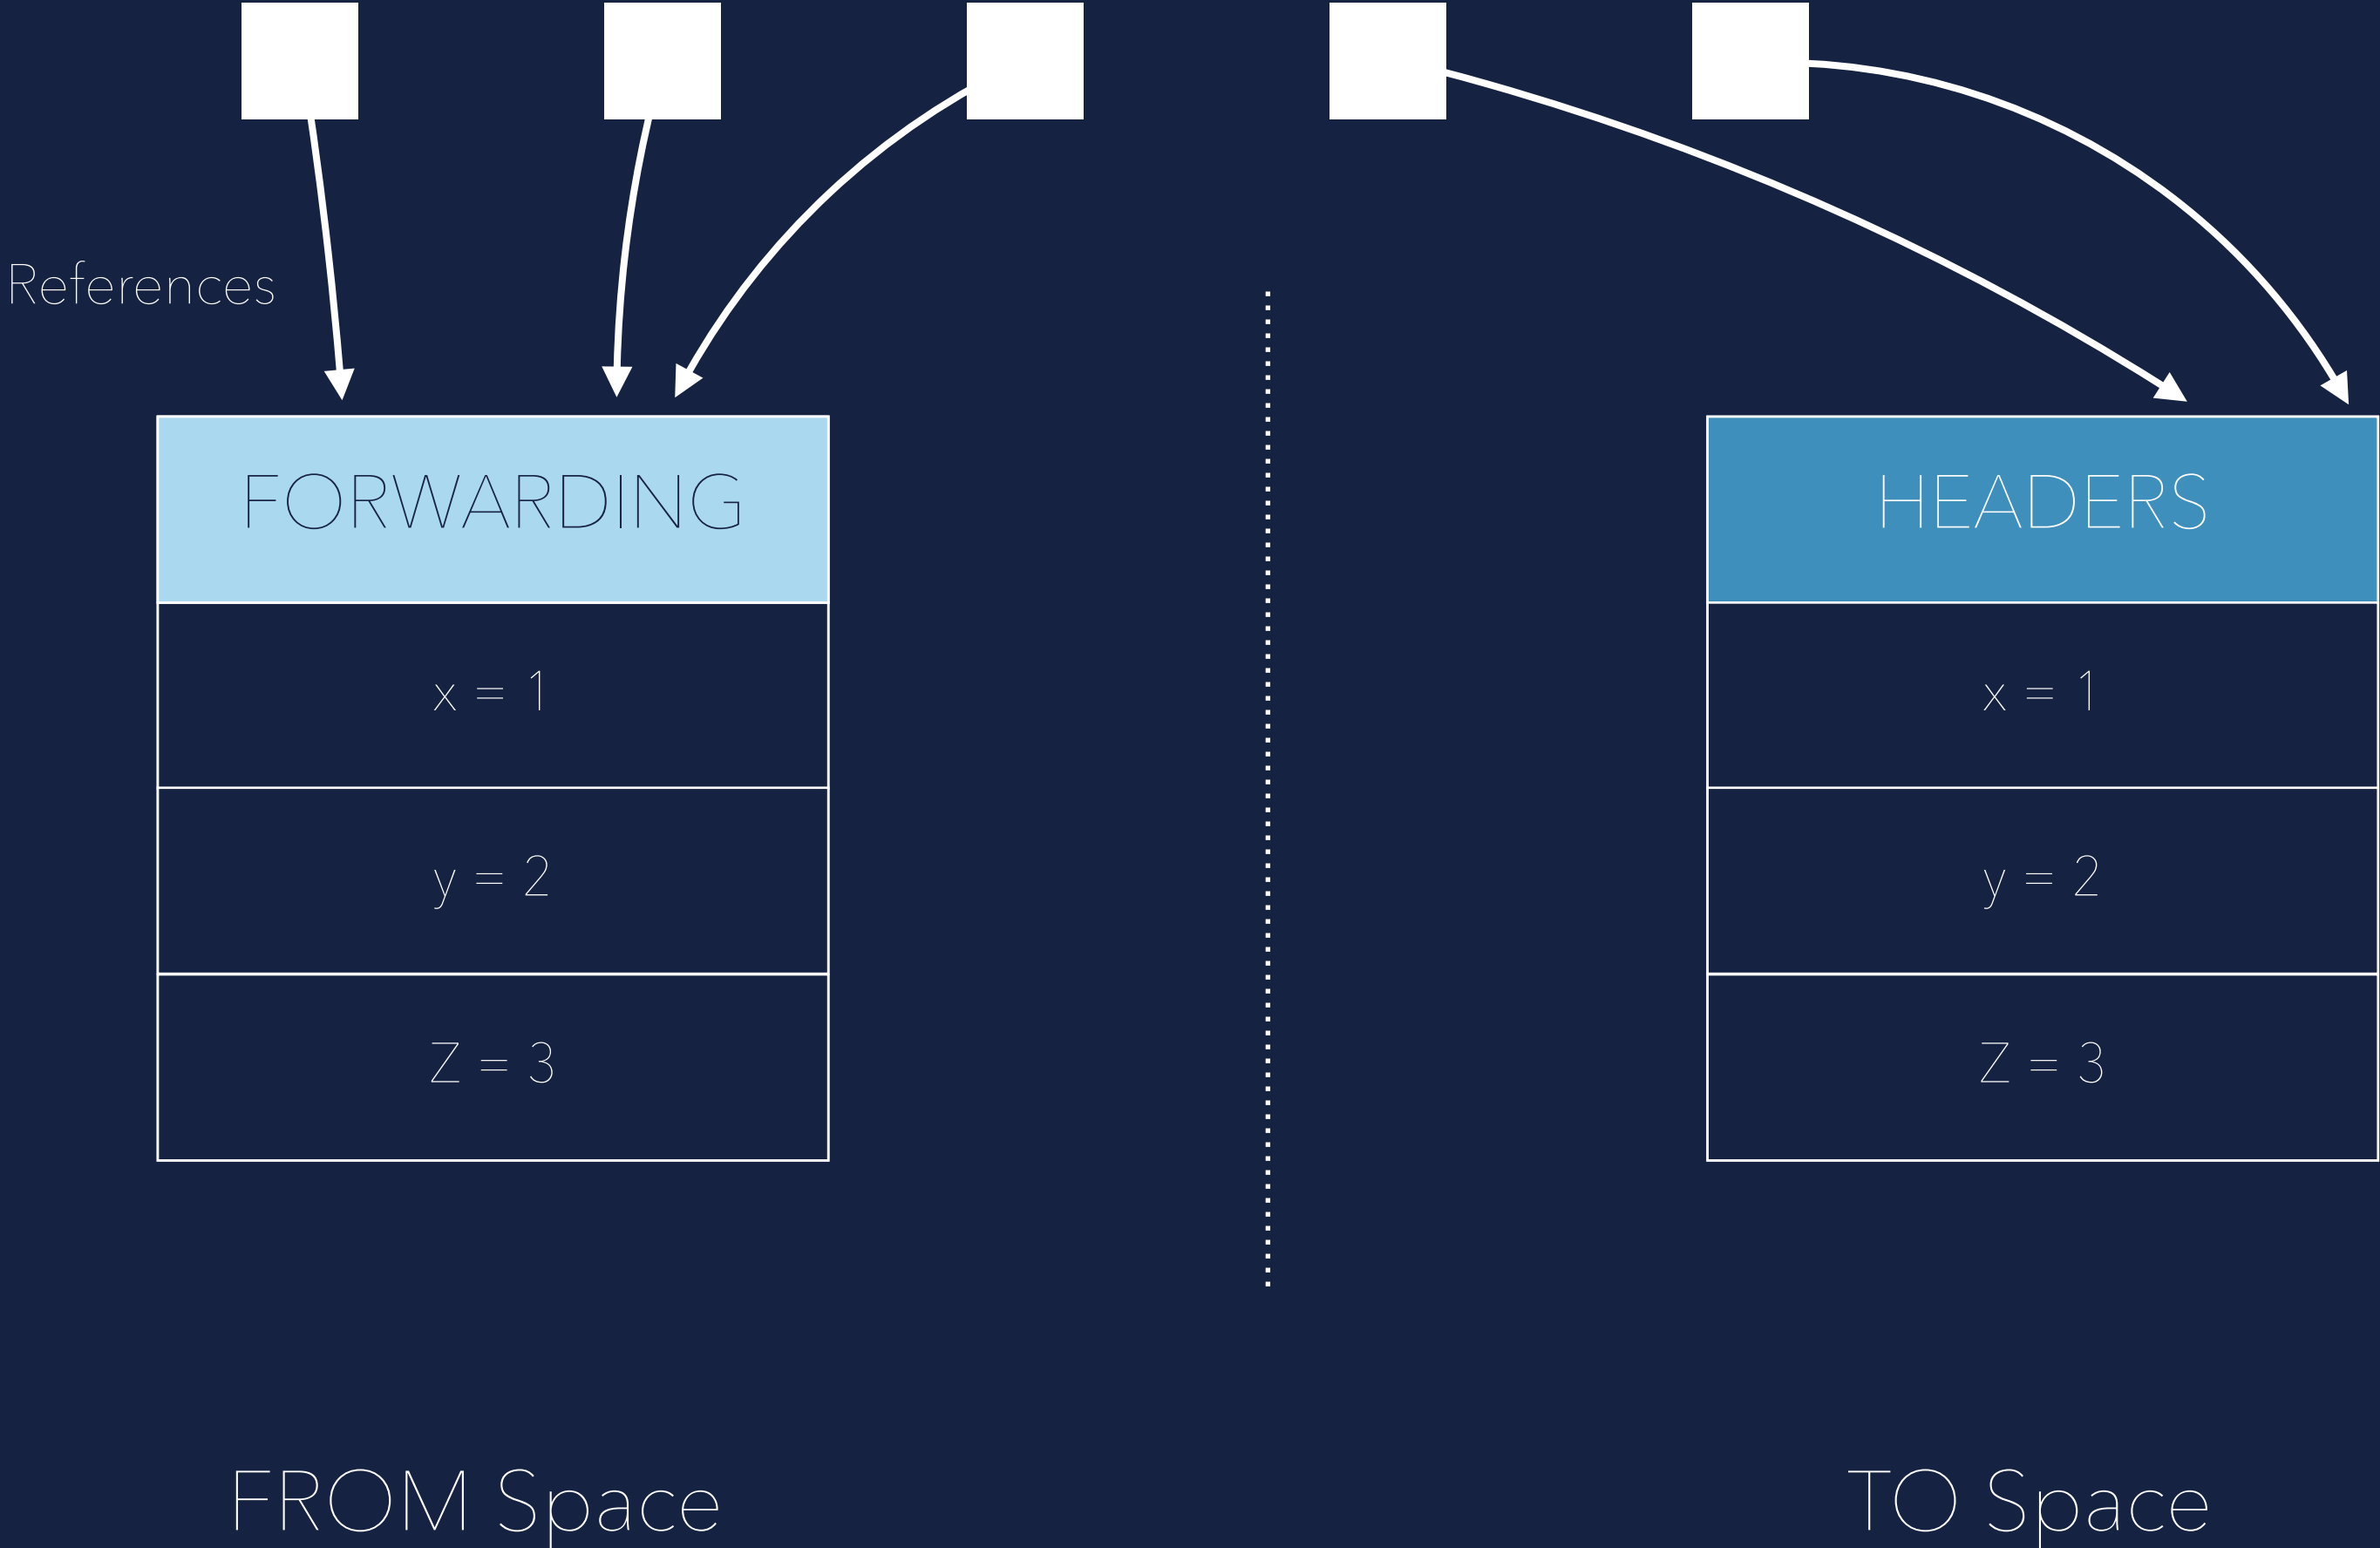 References
FORWARDING
x = 1
y = 2
Z = 3
HEADERS
x = 1
y = 2
Z = 3
FROM Space
TO Space